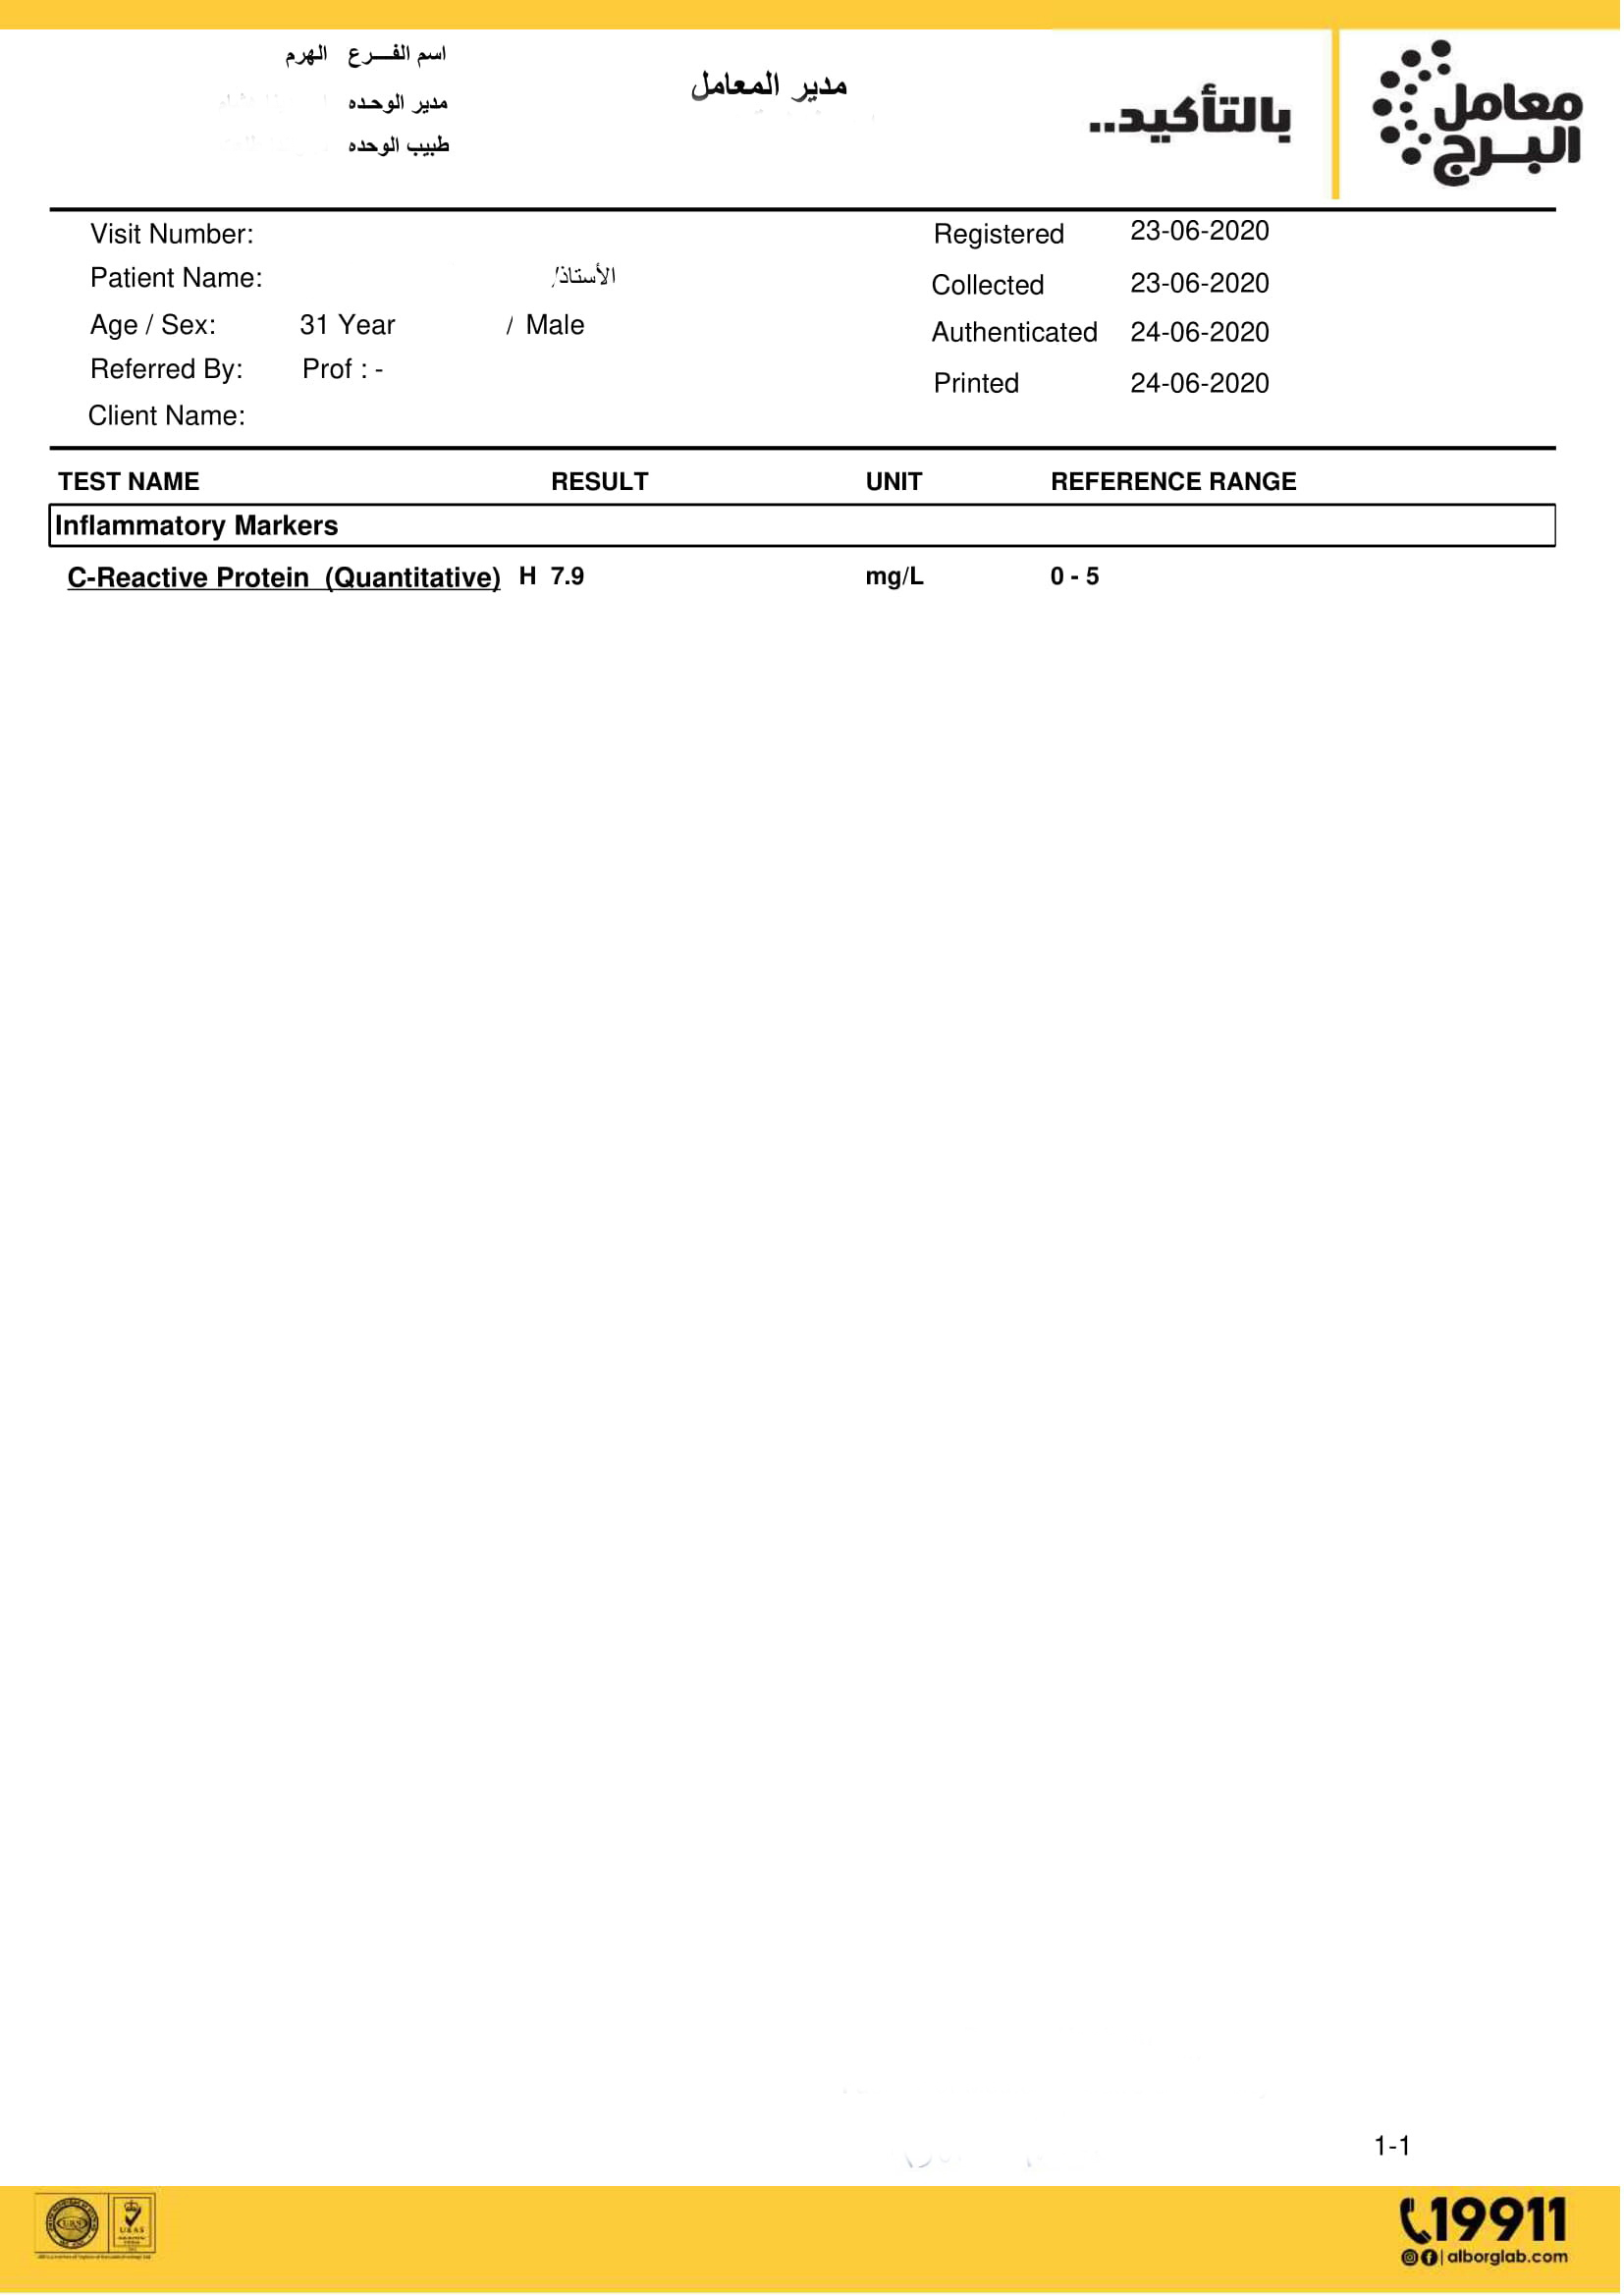 اسم الفـــرع الهرم
مدير الوحده
طبيب الوحده
مدير المعامل
بالتأكيد..
معامل
البرج
Visit Number:
Patient Name: الأستاذ/
Age / Sex: 31 Year / Male
Referred By: Prof : -
Client Name:
Registered 23-06-2020
Collected 23-06-2020
Authenticated 24-06-2020
Printed 24-06-2020
TEST NAME RESULT UNIT REFERENCE RANGE
Inflammatory Markers
C-Reactive Protein (Quantitative) H 7.9 mg/L 0 - 5
1-1
URS
UKAS
19911
alborglab.com